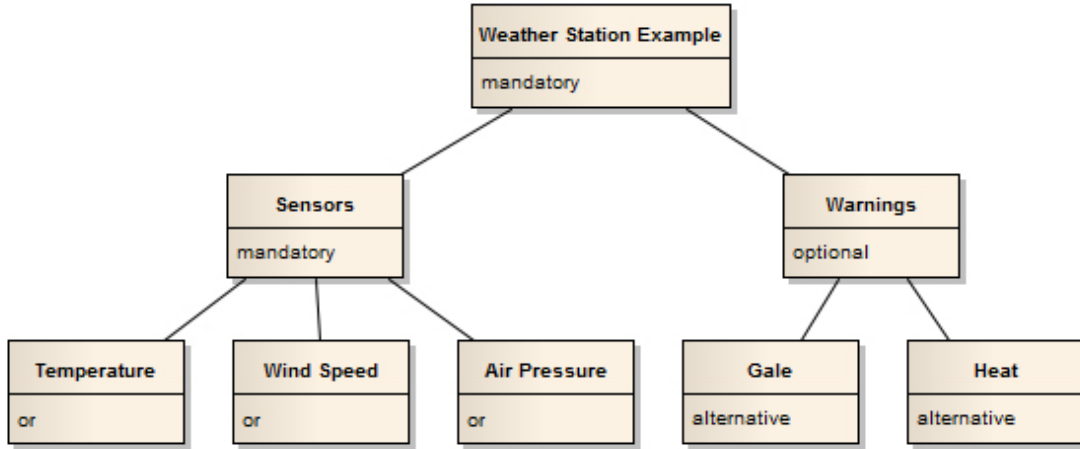 Weather Station Example
mandatory
Sensors
mandatory
Warnings
optional
Temperature
or
Wind Speed
or
Air Pressure
or
Gale
alternative
Heat
alternative